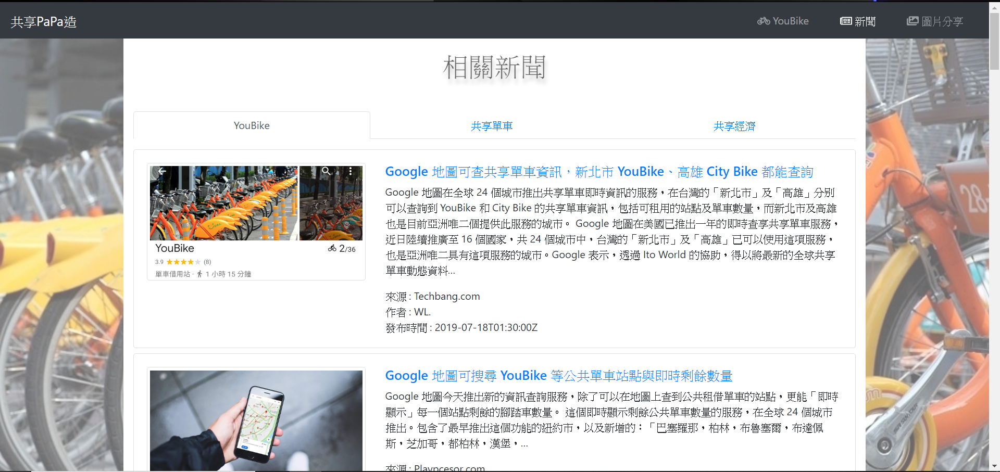 共享PaPa造
YouBike
新聞
圖片分享
相關新聞
YouBike
共享單車
共享經濟
YouBike
2/36
3.9
(8)
單車借用站 · 1 小時 15 分鐘
Google 地圖可查共享單車資訊，新北市 YouBike、高雄 City Bike 都能查詢
Google 地圖在全球 24 個城市推出共享單車即時資訊的服務，在台灣的「新北市」及「高雄」分別
可以查詢到 YouBike 和 City Bike 的共享單車資訊，包括可租用的站點及單車數量，而新北市及高雄
也是目前亞洲唯二個提供此服務的城市。 Google 地圖在美國已推出一年的即時查享共享單車服務，
近日陸續推廣至 16 個國家，共 24 個城市中，台灣的「新北市」及「高雄」已可以使用這項服務，
也是亞洲唯二具有這項服務的城市。Google 表示，透過 Ito World 的協助，得以將最新的全球共享
單車動態資料...
來源 : Techbang.com
作者 : WL.
發布時間 : 2019-07-18T01:30:00Z
Google 地圖可搜尋 YouBike 等公共單車站點與即時剩餘數量
Google 地圖今天推出新的資訊查詢服務，除了可以在地圖上查到公共租借單車的站點，更能「即時
顯示」每一個站點剩餘的腳踏車數量。 這個即時顯示剩餘公共單車數量的服務，在全球 24 個城市
推出。包含了最早推出這個功能的紐約市，以及新增的：「巴塞羅那，柏林，布魯塞爾，布達佩
斯，芝加哥，都柏林，漢堡，...
來源 : Playpcesor.com
28-